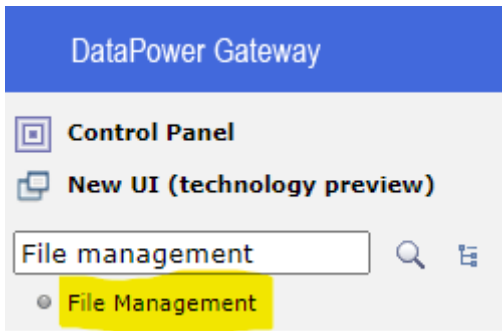 DataPower Gateway
Control Panel
New UI (technology preview)
File management
File Management